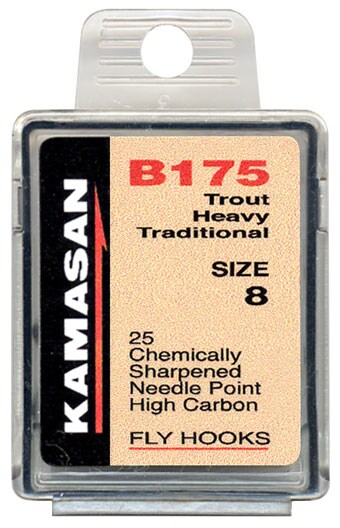 KAMASAN
B175
Trout
Heavy
Traditional
SIZE
8
25
Chemically
Sharpened
Needle Point
High Carbon
FLY HOOKS